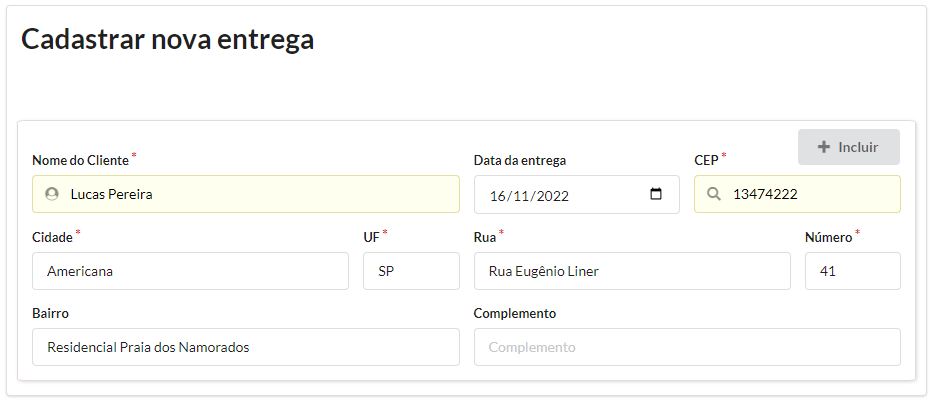 Cadastrar nova entrega
Incluir
Nome do Cliente * Data da entrega CEP *
Lucas Pereira 16/11/2022 13474222
Cidade * UF * Rua * Número *
Americana SP Rua Eugênio Liner 41
Bairro Complemento
Residencial Praia dos Namorados Complemento